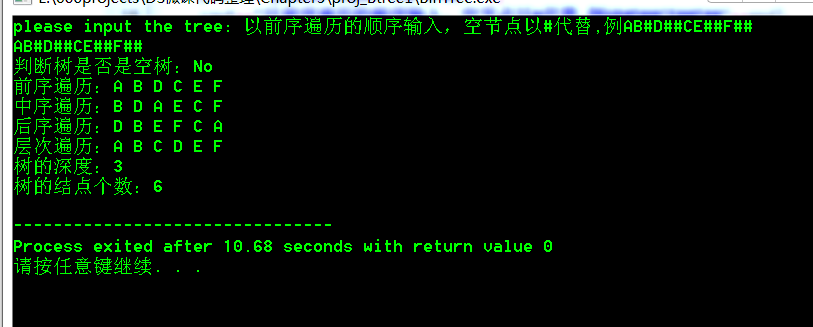 please input the tree: 以前序遍历的顺序输入, 空节点以#代替,例AB#D##CE##F##
AB#D##CE##F##
判断树是否是空树: No
前序遍历: A B D C E F
中序遍历: B D A E C F
后序遍历: D B E F C A
层次遍历: A B C D E F
树的深度: 3
树的结点个数: 6
--------------------------------
Process exited after 10.68 seconds with return value 0
请按任意键继续. . .